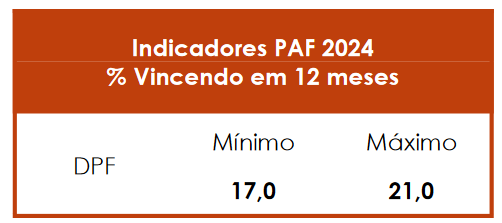 Indicadores PAF 2024
% Vincendo em 12 meses
Mínimo Máximo
DPF
17,0 21,0